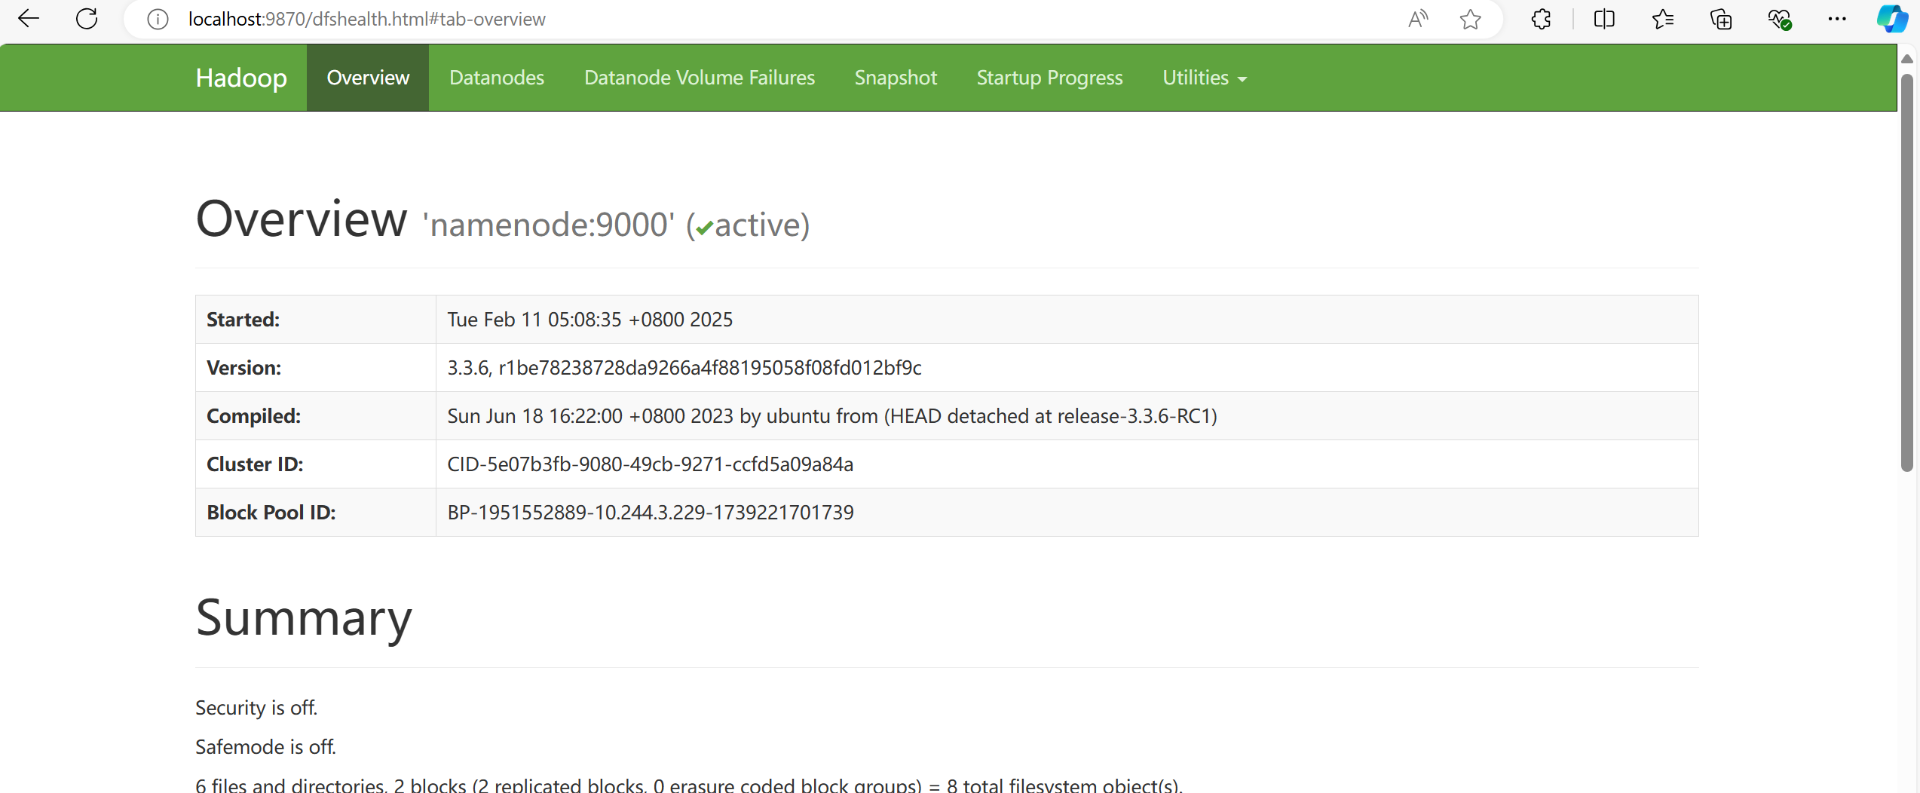 localhost:9870/dfshealth.html#tab-overview
Hadoop Overview Datanodes Datanode Volume Failures Snapshot Startup Progress Utilities
Overview 'namenode:9000' (✔active)
Started: Tue Feb 11 05:08:35 +0800 2025
Version: 3.3.6, r1be78238728da9266a4f88195058f08fd012bf9c
Compiled: Sun Jun 18 16:22:00 +0800 2023 by ubuntu from (HEAD detached at release-3.3.6-RC1)
Cluster ID: CID-5e07b3fb-9080-49cb-9271-ccfd5a09a84a
Block Pool ID: BP-1951552889-10.244.3.229-1739221701739
Summary
Security is off.
Safemode is off.
6 files and directories, 2 blocks (2 replicated blocks, 0 erasure coded block groups) = 8 total filesystem object(s).